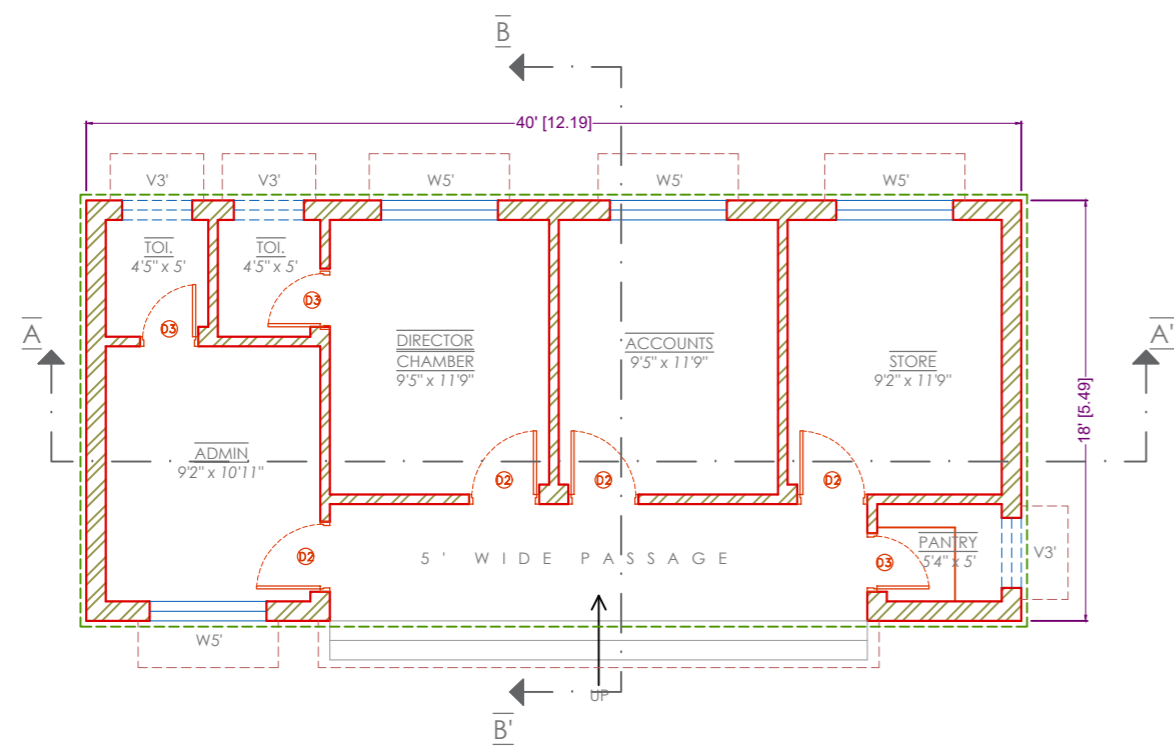 B
40' [12.19]
V3'
V3'
W5'
W5'
W5'
TOI.
4'5" x 5'
TOI.
4'5" x 5'
D3
D3
A
A'
DIRECTOR
CHAMBER
9'5" x 11'9"
ACCOUNTS
9'5" x 11'9"
STORE
9'2" x 11'9"
18' [5.49]
ADMIN
9'2" x 10'11"
D2
D2
D2
D2
5' WIDE PASSAGE
D3
PANTRY
5'4" x 5'
V3'
W5'
UP
B'